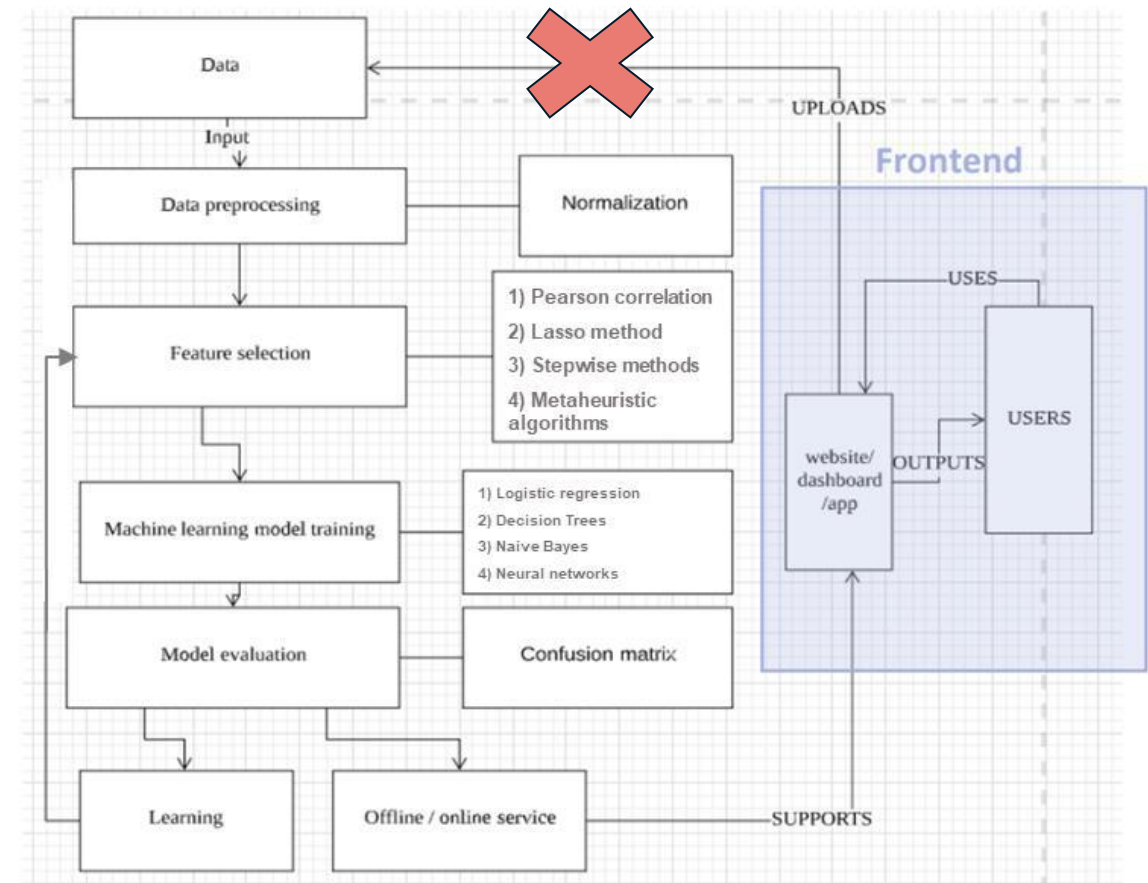 Data
UPLOADS
Input
Frontend
Data preprocessing
Normalization
USES
1) Pearson correlation
2) Lasso method
3) Stepwise methods
4) Metaheuristic
algorithms
Feature selection
USERS
website/
dashboard
/app
OUTPUTS
Machine learning model training
1) Logistic regression
2) Decision Trees
3) Naive Bayes
4) Neural networks
Model evaluation
Confusion matrix
Learning
Offline / online service
SUPPORTS